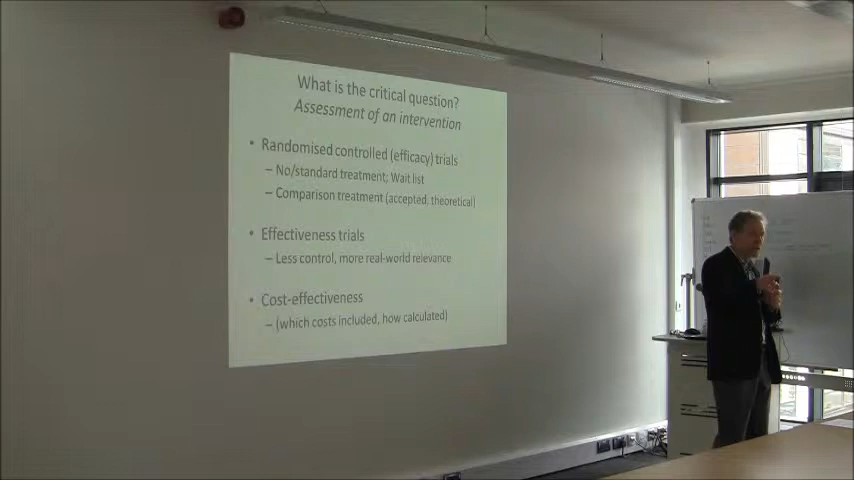 What is the critical question?
Assessment of an intervention
• Randomised controlled (efficacy) trials
– No/standard treatment; Wait list
– Comparison treatment (accepted, theoretical)
• Effectiveness trials
– Less control, more real-world relevance
• Cost-effectiveness
– (which costs included, how calculated)